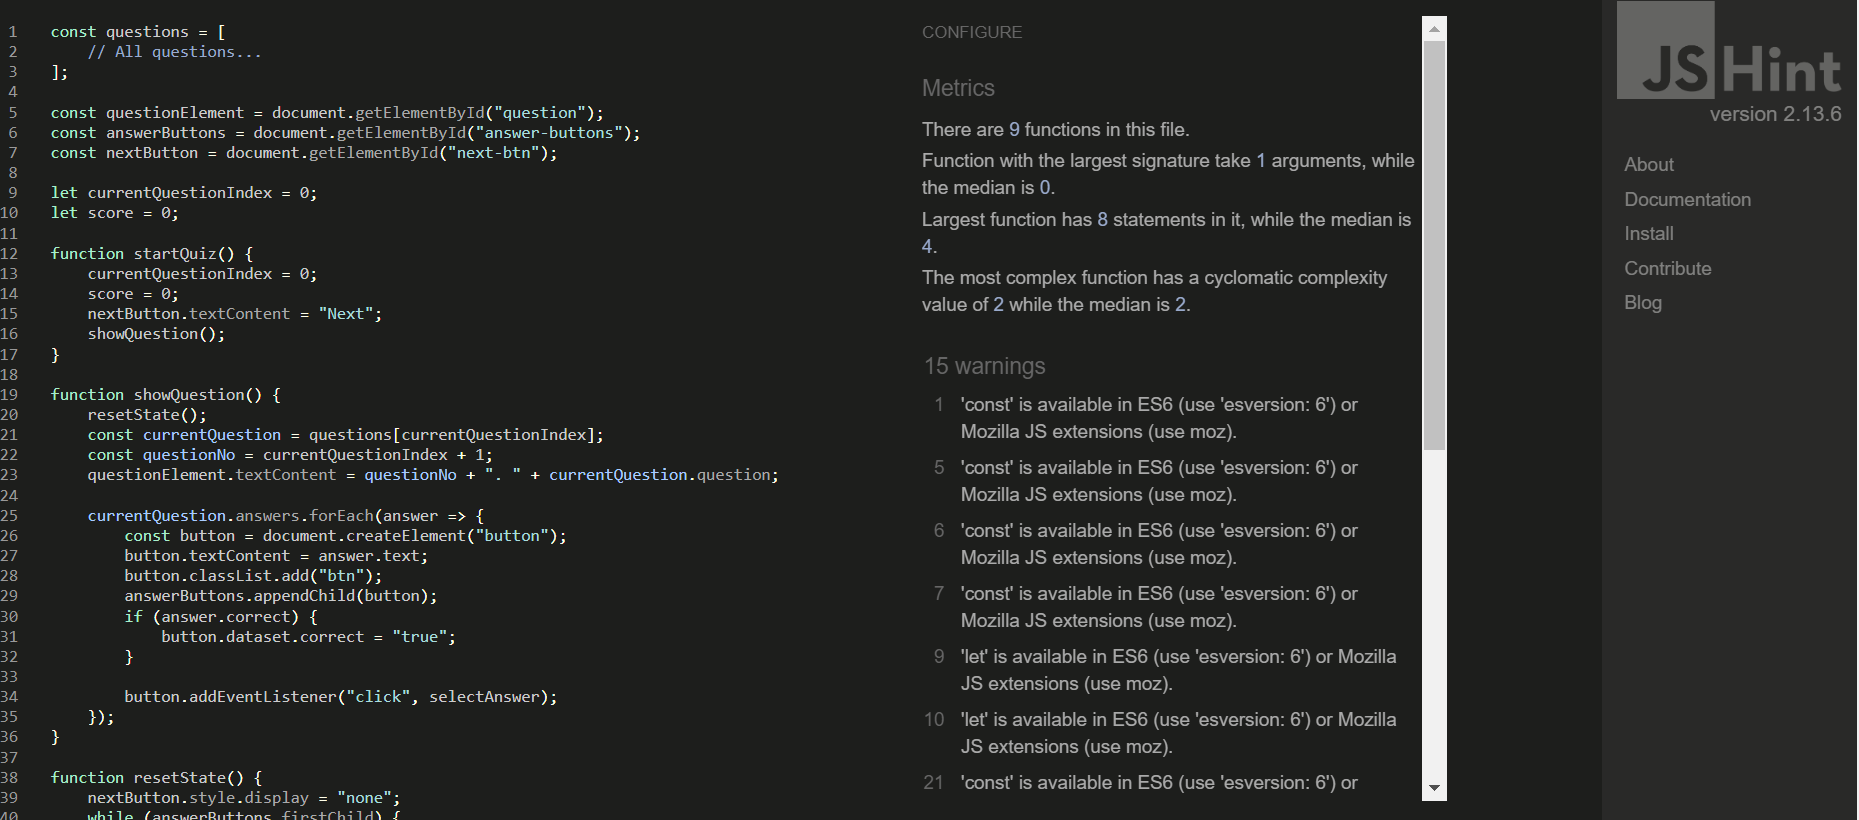 1 const questions = [
2 // All questions...
3 ];
4
5 const questionElement = document.getElementById("question");
6 const answerButtons = document.getElementById("answer-buttons");
7 const nextButton = document.getElementById("next-btn");
8
9 let currentQuestionIndex = 0;
10 let score = 0;
11
12 function startQuiz() {
13 currentQuestionIndex = 0;
14 score = 0;
15 nextButton.textContent = "Next";
16 showQuestion();
17 }
18
19 function showQuestion() {
20 resetState();
21 const currentQuestion = questions[currentQuestionIndex];
22 const questionNo = currentQuestionIndex + 1;
23 questionElement.textContent = questionNo + ". " + currentQuestion.question;
24
25 currentQuestion.answers.forEach(answer => {
26 const button = document.createElement("button");
27 button.textContent = answer.text;
28 button.classList.add("btn");
29 answerButtons.appendChild(button);
30 if (answer.correct) {
31 button.dataset.correct = "true";
32 }
33
34 button.addEventListener("click", selectAnswer);
35 });
36 }
37
38 function resetState() {
39 nextButton.style.display = "none";
40 while (answerButtons.firstChild) {
CONFIGURE
Metrics
There are 9 functions in this file.
Function with the largest signature take 1 arguments, while
the median is 0.
Largest function has 8 statements in it, while the median is
4.
The most complex function has a cyclomatic complexity
value of 2 while the median is 2.
15 warnings
1 'const' is available in ES6 (use 'esversion: 6') or
Mozilla JS extensions (use moz).
5 'const' is available in ES6 (use 'esversion: 6') or
Mozilla JS extensions (use moz).
6 'const' is available in ES6 (use 'esversion: 6') or
Mozilla JS extensions (use moz).
7 'const' is available in ES6 (use 'esversion: 6') or
Mozilla JS extensions (use moz).
9 'let' is available in ES6 (use 'esversion: 6') or Mozilla
JS extensions (use moz).
10 'let' is available in ES6 (use 'esversion: 6') or Mozilla
JS extensions (use moz).
21 'const' is available in ES6 (use 'esversion: 6') or
JSHint
version 2.13.6
About
Documentation
Install
Contribute
Blog